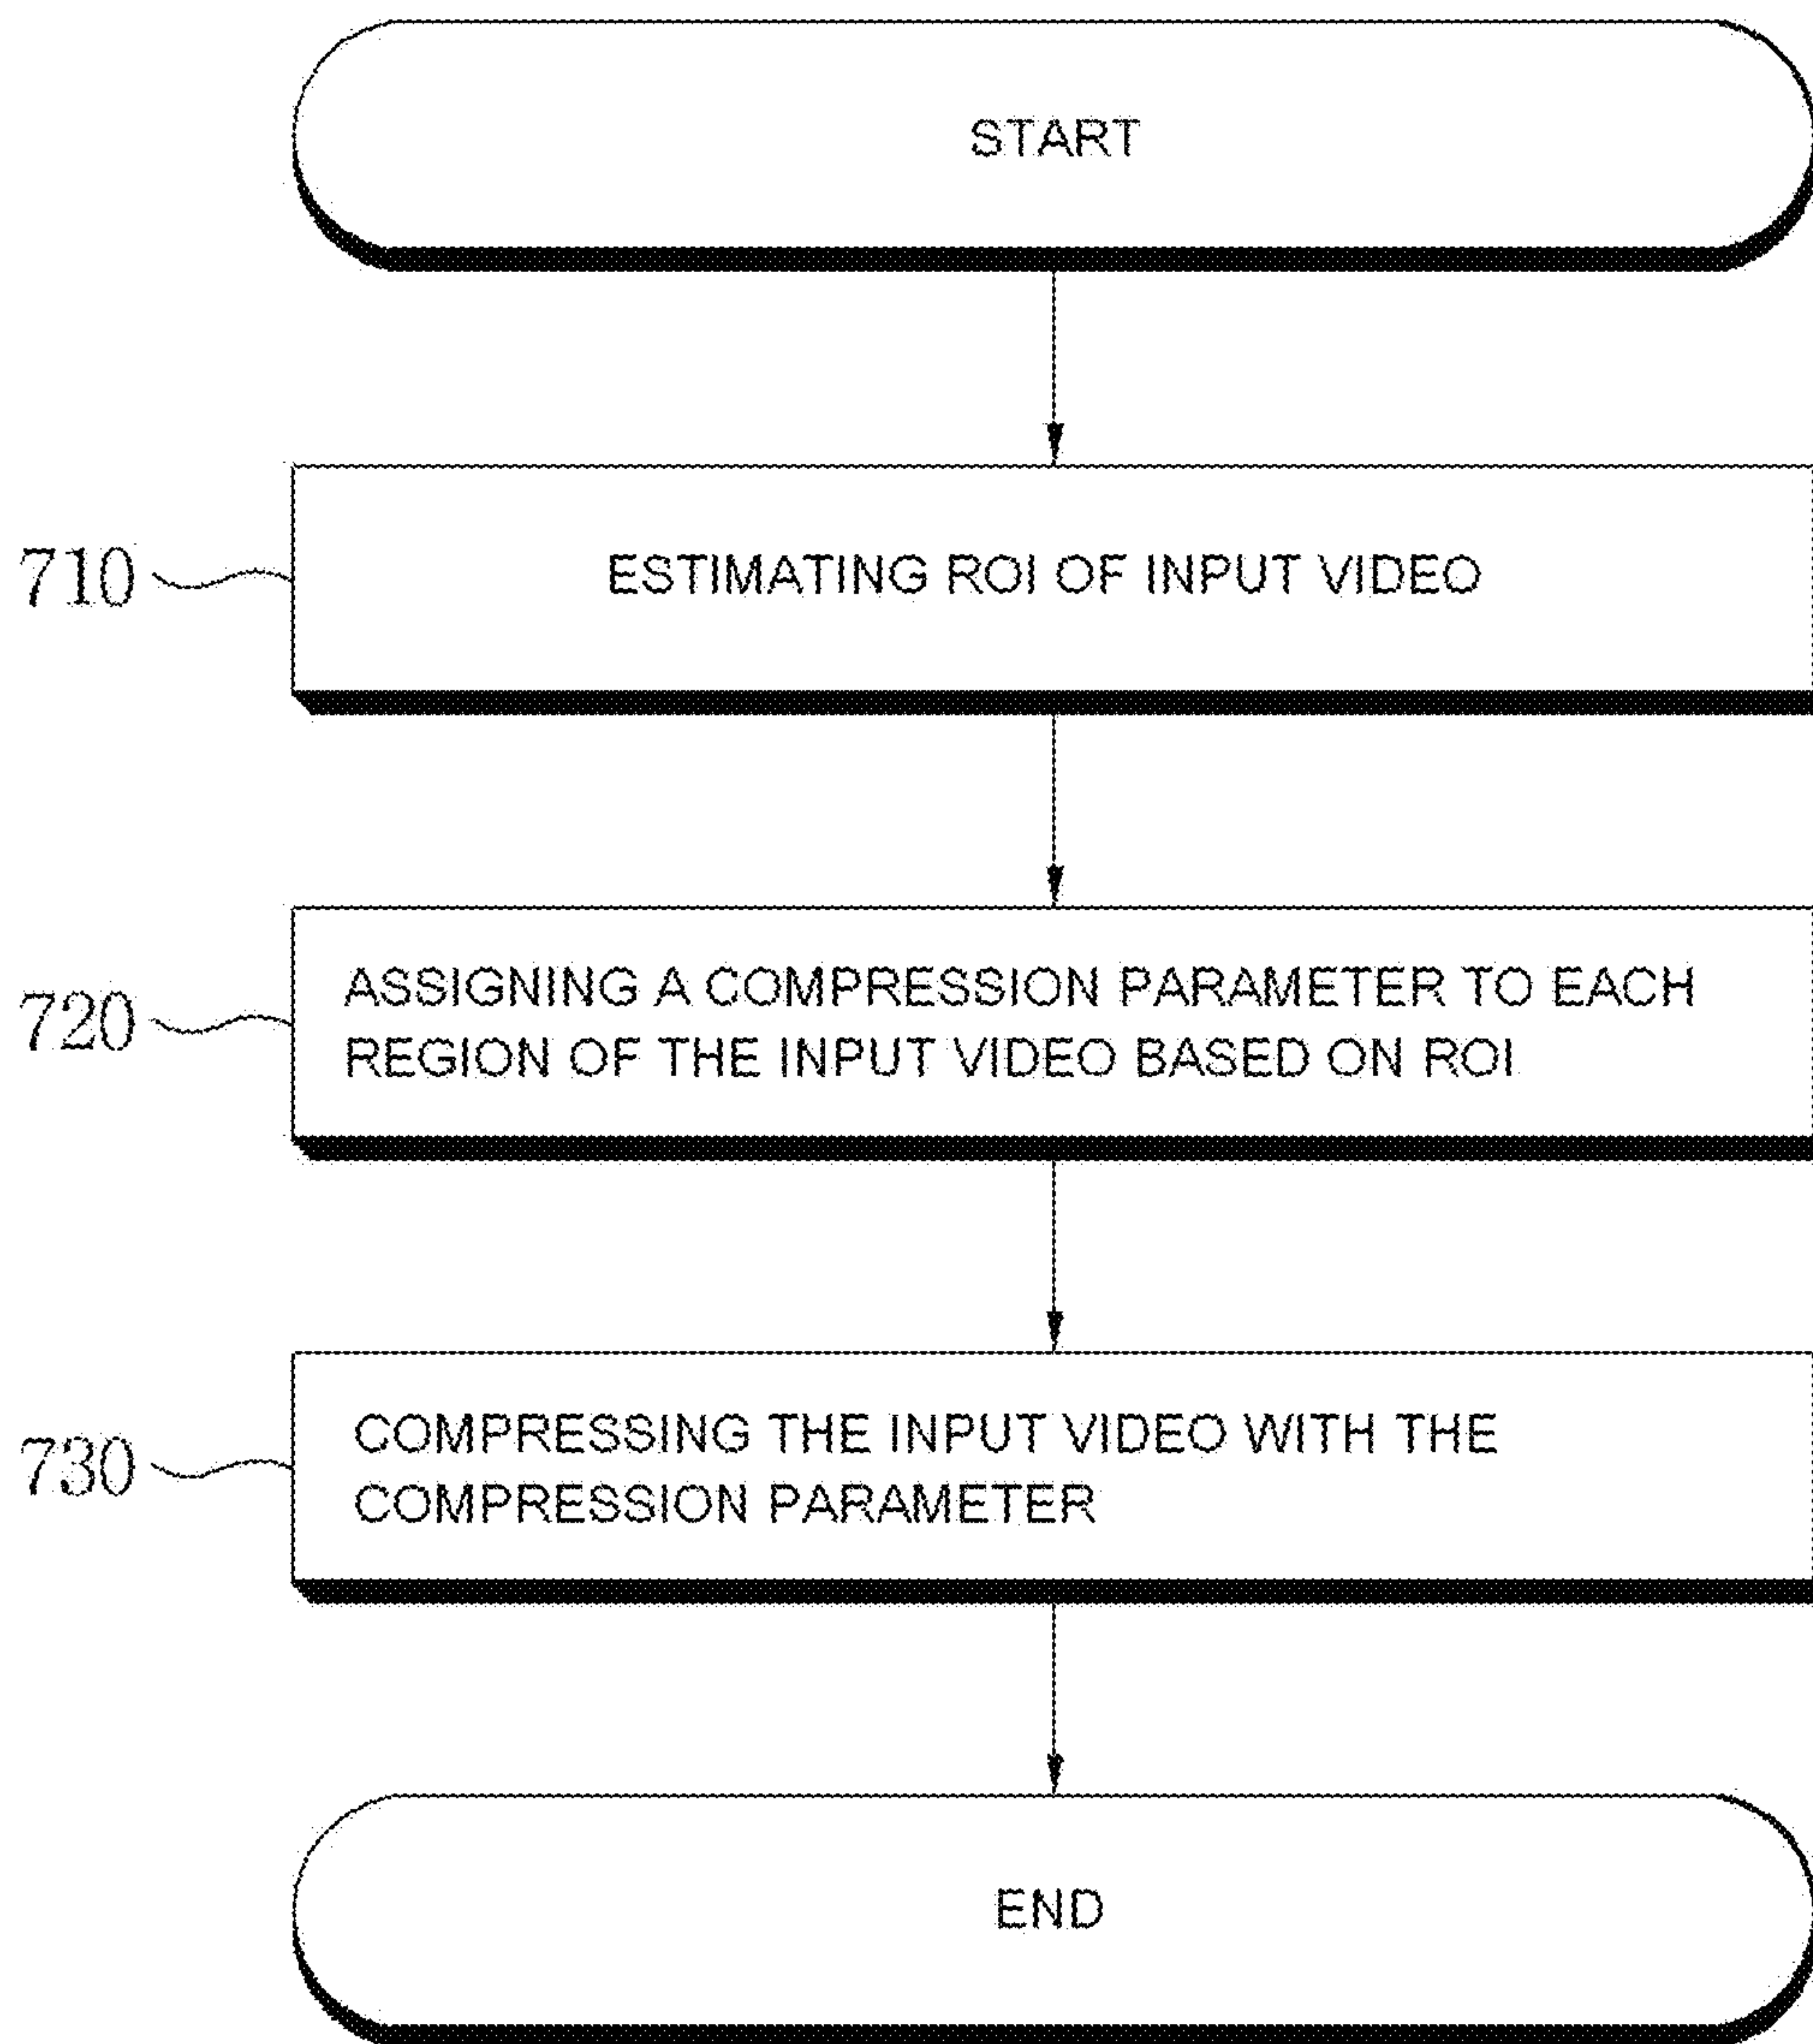 START
710
ESTIMATING ROI OF INPUT VIDEO
720
ASSIGNING A COMPRESSION PARAMETER TO EACH
REGION OF THE INPUT VIDEO BASED ON ROI
730
COMPRESSING THE INPUT VIDEO WITH THE
COMPRESSION PARAMETER
END